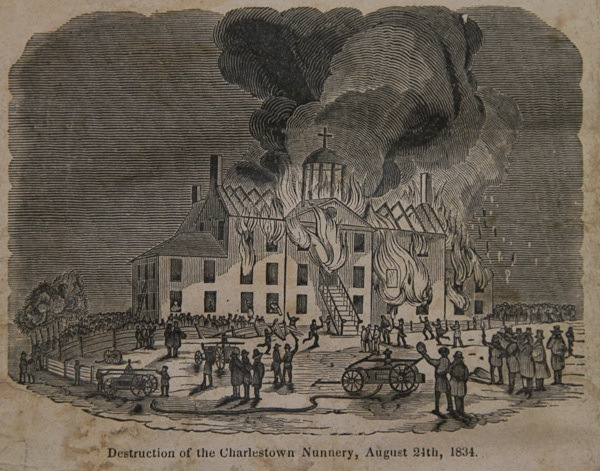 Destruction of the Charlestown Nunnery, August 24th, 1834.